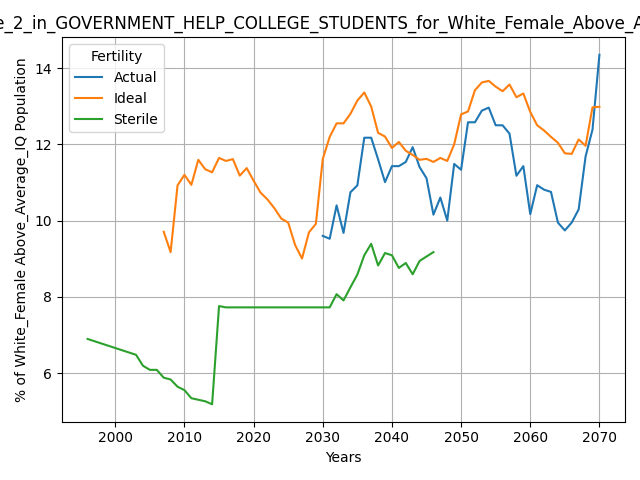 e_2_in_GOVERNMENT_HELP_COLLEGE_STUDENTS_for_White_Female_Above_A
Fertility
Actual
Ideal
Sterile
% of White_Female Above_Average_IQ Population
14
12
10
8
6
2000 2010 2020 2030 2040 2050 2060 2070
Years